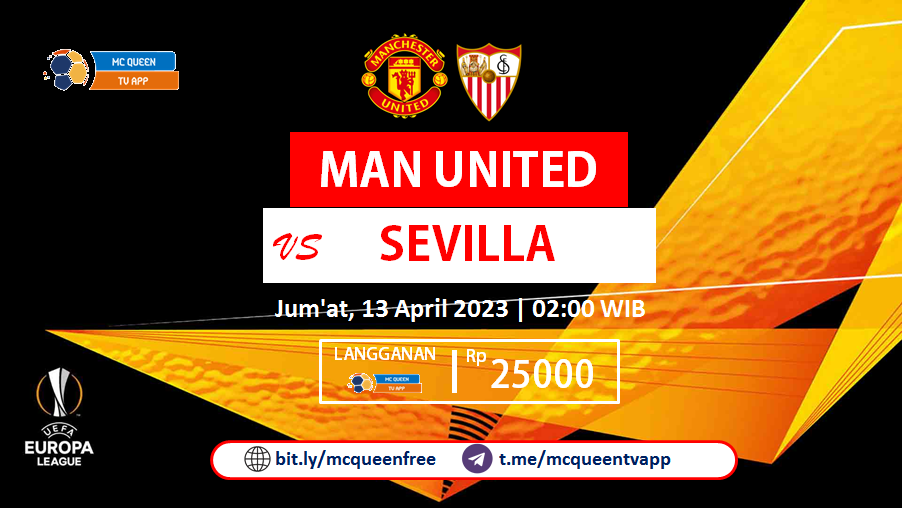 MC QUEEN
TV APP
MANCHESTER
UNITED
MAN UNITED
VS SEVILLA
Jum'at, 13 April 2023 | 02:00 WIB
LANGGANAN | Rp 25000
MC QUEEN
TV APP
UEFA
EUROPA
LEAGUE
bit.ly/mcqueenfree t.me/mcqueentvapp